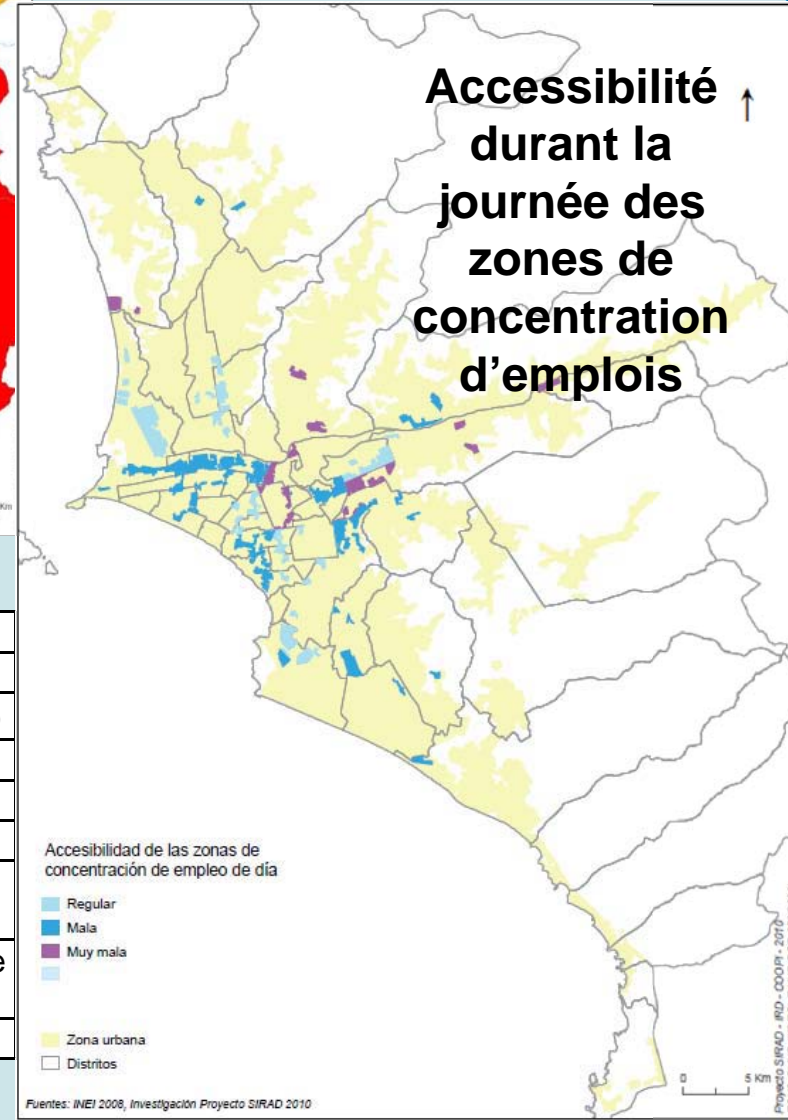 Accessibilité
durant la
journée des
zones de
concentration
d'emplois
Accesibilidad de las zonas de
concentración de empleo de día
Regular
Mala
Muy mala
Zona urbana
Distritos
0 5 Km
Fuentes: INEI 2008, Investigación Proyecto SIRAD 2010
Proyecto SIRAD - IRD - COOPI - 2010
Km
e